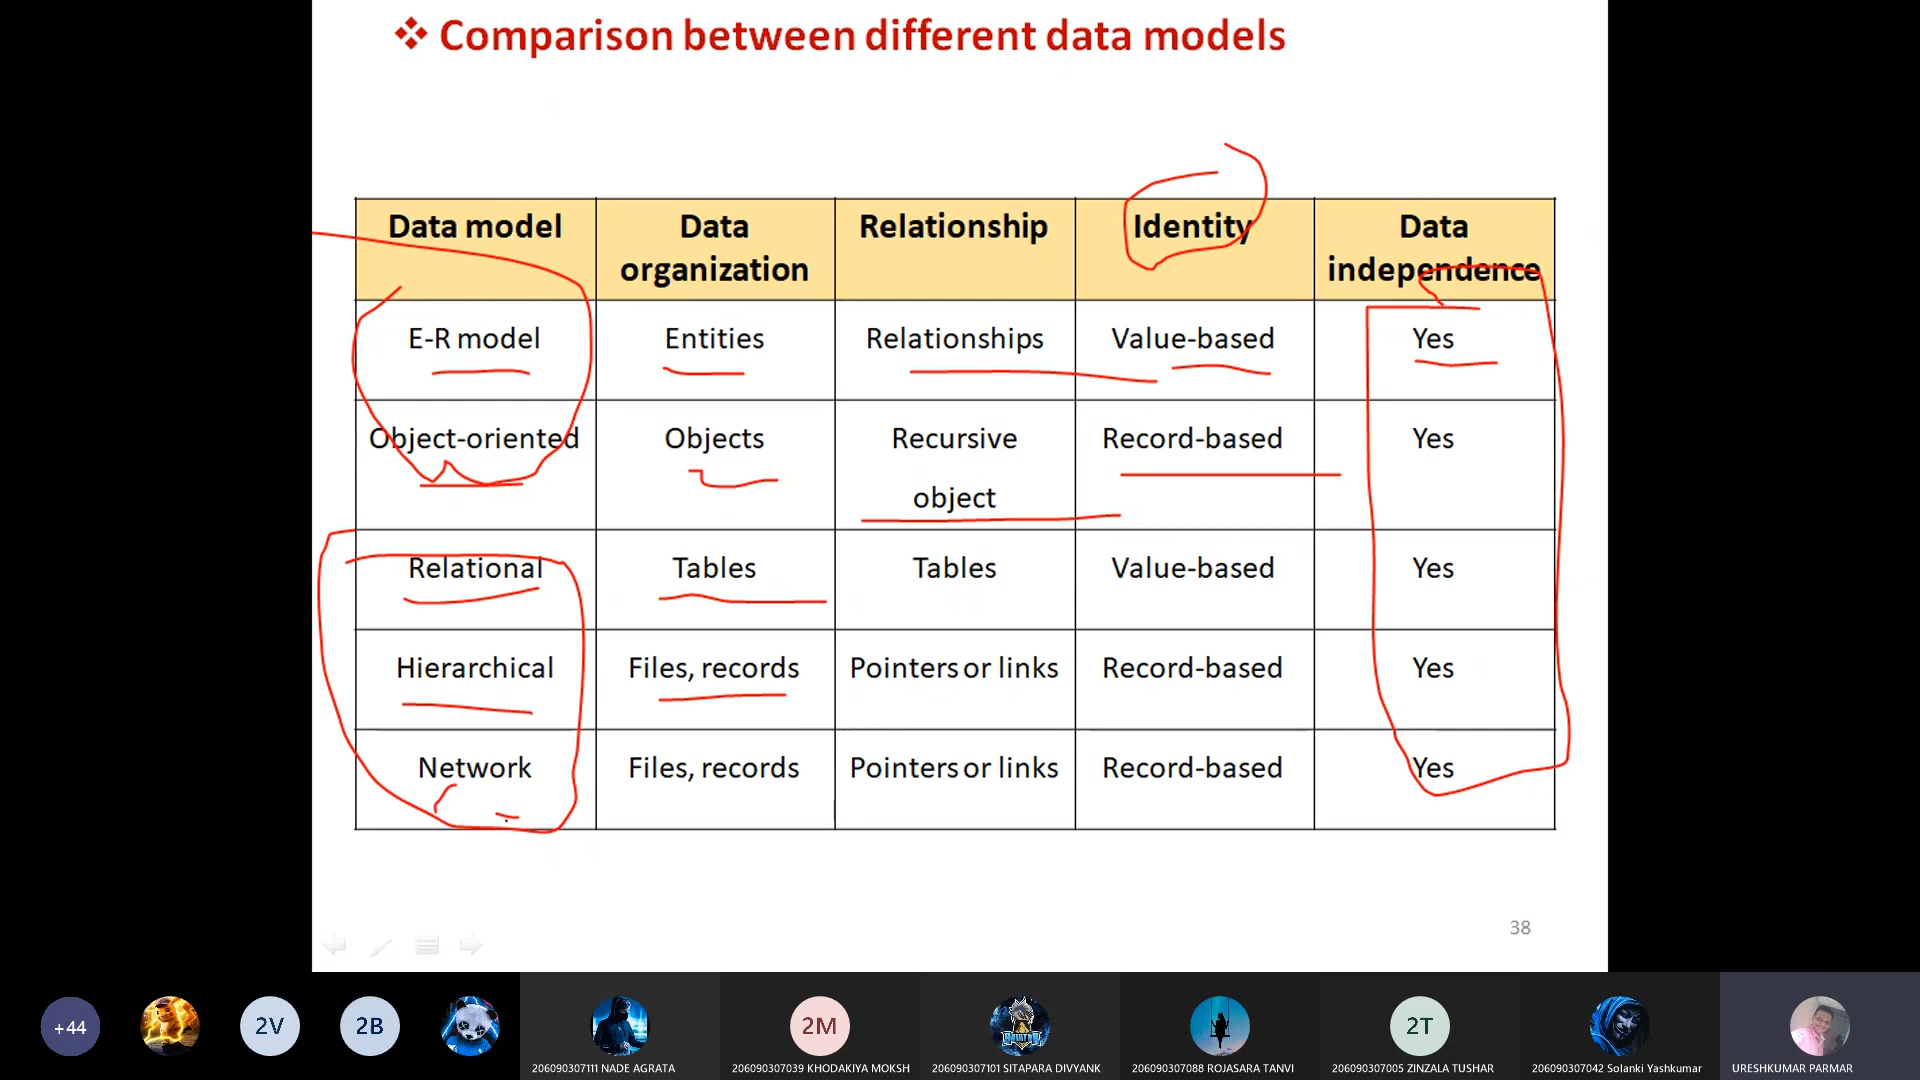 Comparison between different data models
Data model Data organization Relationship Identity Data independence
E-R model Entities Relationships Value-based Yes
Object-oriented Objects Recursive object Record-based Yes
Relational Tables Tables Value-based Yes
Hierarchical Files, records Pointers or links Record-based Yes
Network Files, records Pointers or links Record-based Yes
38
+44 2V 2B 2M 2T
206090307111 NADE AGRATA
206090307039 KHODAKIYA MOKSH
206090307101 SITAPARA DIVYANK
206090307088 ROJASARA TANVI
206090307005 ZINZALA TUSHAR
206090307042 Solanki Yashkumar
URESHKUMAR PARMAR